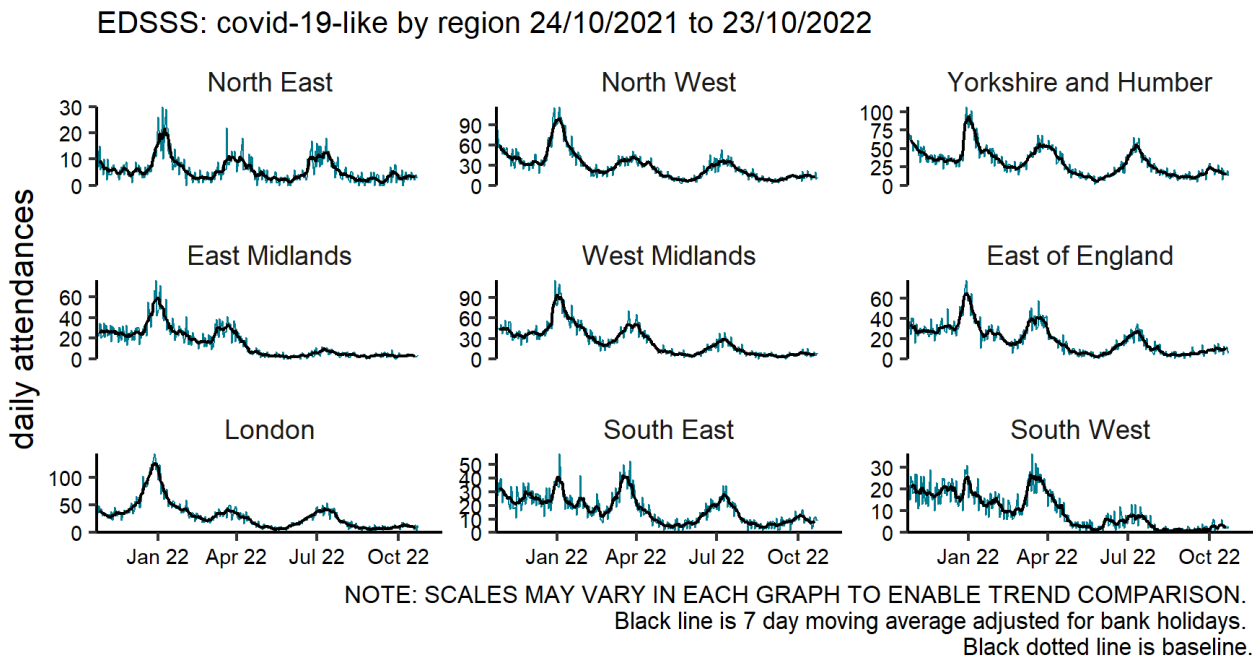 EDSSS: covid-19-like by region 24/10/2021 to 23/10/2022
North East
North West
Yorkshire and Humber
30
20
10
0
90
60
30
0
100
75
50
25
0
East Midlands
West Midlands
East of England
60
40
20
0
90
60
30
0
60
40
20
0
daily attendances
London
South East
South West
100
50
0
50
40
30
20
10
0
30
20
10
0
Jan 22 Apr 22 Jul 22 Oct 22
Jan 22 Apr 22 Jul 22 Oct 22
Jan 22 Apr 22 Jul 22 Oct 22
NOTE: SCALES MAY VARY IN EACH GRAPH TO ENABLE TREND COMPARISON.
Black line is 7 day moving average adjusted for bank holidays.
Black dotted line is baseline.